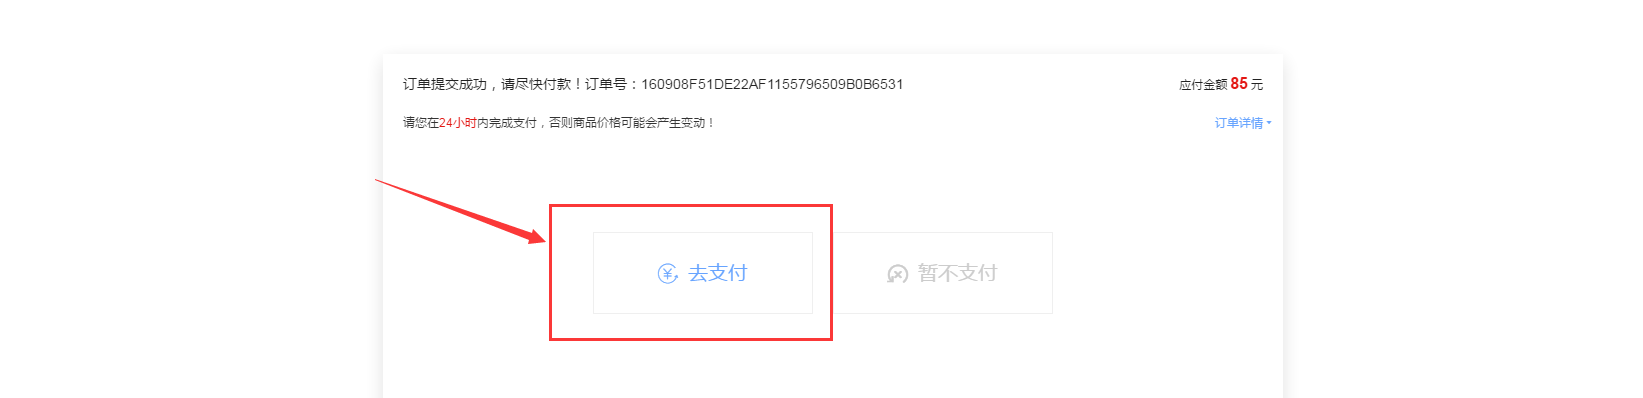 订单提交成功，请尽快付款！订单号：160908F51DE22AF1155796509B0B6531
应付金额 85 元
请您在24小时内完成支付，否则商品价格可能会产生变动！
订单详情
去支付
暂不支付